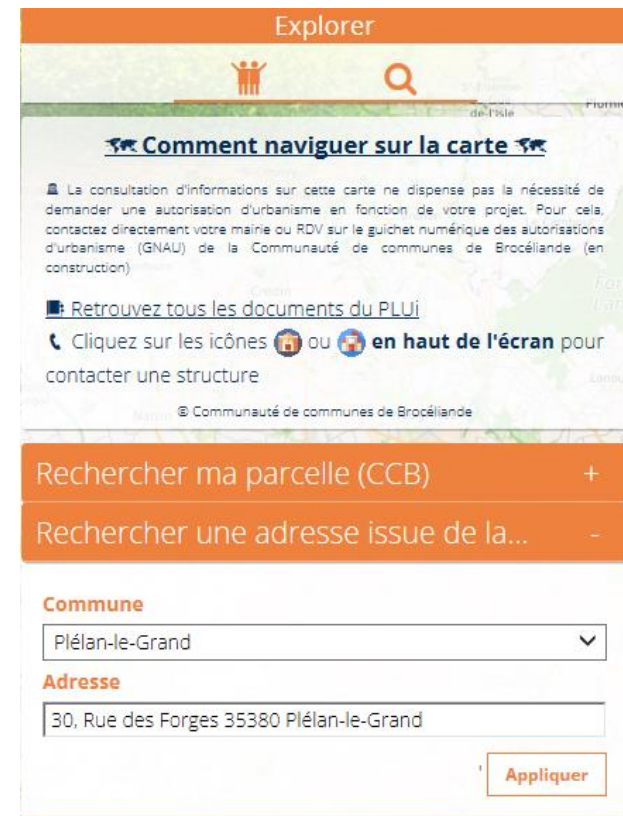 Explorer
de-l'Isle
🗺 Comment naviguer sur la carte 🗺
La consultation d'informations sur cette carte ne dispense pas la nécessité de
demander une autorisation d'urbanisme en fonction de votre projet. Pour cela,
contactez directement votre mairie ou RDV sur le guichet numérique des autorisations
d'urbanisme (GNAU) de la Communauté de communes de Brocéliande (en
construction)
Retrouvez tous les documents du PLUi
Cliquez sur les icônes ou en haut de l'écran pour
contacter une structure
© Communauté de communes de Brocéliande
Rechercher ma parcelle (CCB) +
Rechercher une adresse issue de la... -
Commune
Plélan-le-Grand
Adresse
30, Rue des Forges 35380 Plélan-le-Grand
Appliquer